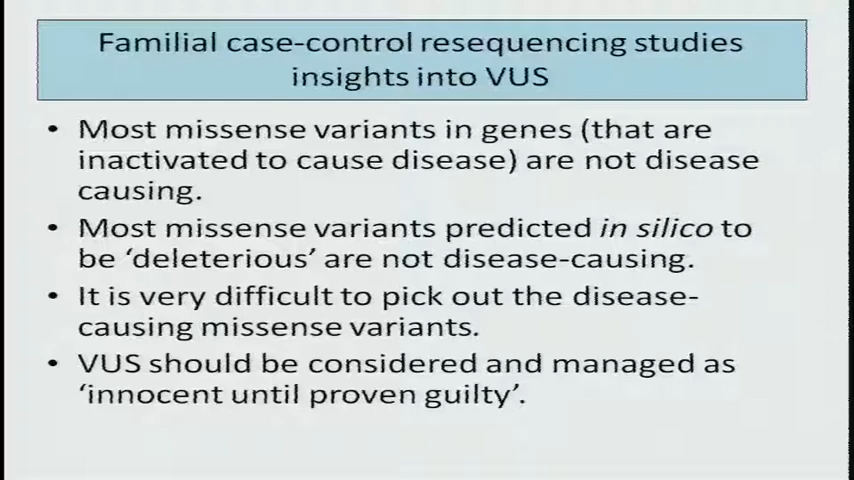 Familial case-control resequencing studies
insights into VUS
• Most missense variants in genes (that are
inactivated to cause disease) are not disease
causing.
• Most missense variants predicted in silico to
be ‘deleterious’ are not disease-causing.
• It is very difficult to pick out the disease-
causing missense variants.
• VUS should be considered and managed as
‘innocent until proven guilty’.